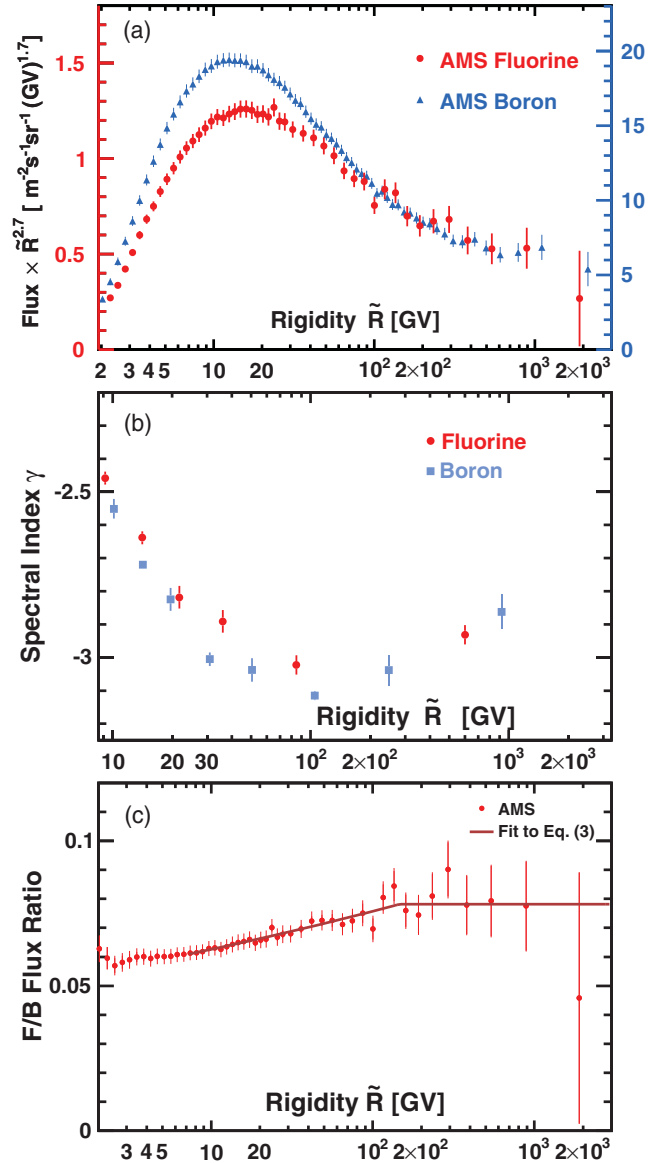 (a)
AMS Fluorine
AMS Boron
Flux × R̃^2.7 [ m^-2 s^-1 sr^-1 (GV)^1.7 ]
1.5
1
0.5
0
20
15
10
5
0
Rigidity R̃ [GV]
2 3 4 5 10 20 10^2 2×10^2 10^3 2×10^3
(b)
Fluorine
Boron
Spectral Index γ
-2.5
-3
Rigidity R̃ [GV]
10 20 30 10^2 2×10^2 10^3 2×10^3
(c)
AMS
Fit to Eq. (3)
F/B Flux Ratio
0.1
0.05
0
Rigidity R̃ [GV]
3 4 5 10 20 10^2 2×10^2 10^3 2×10^3